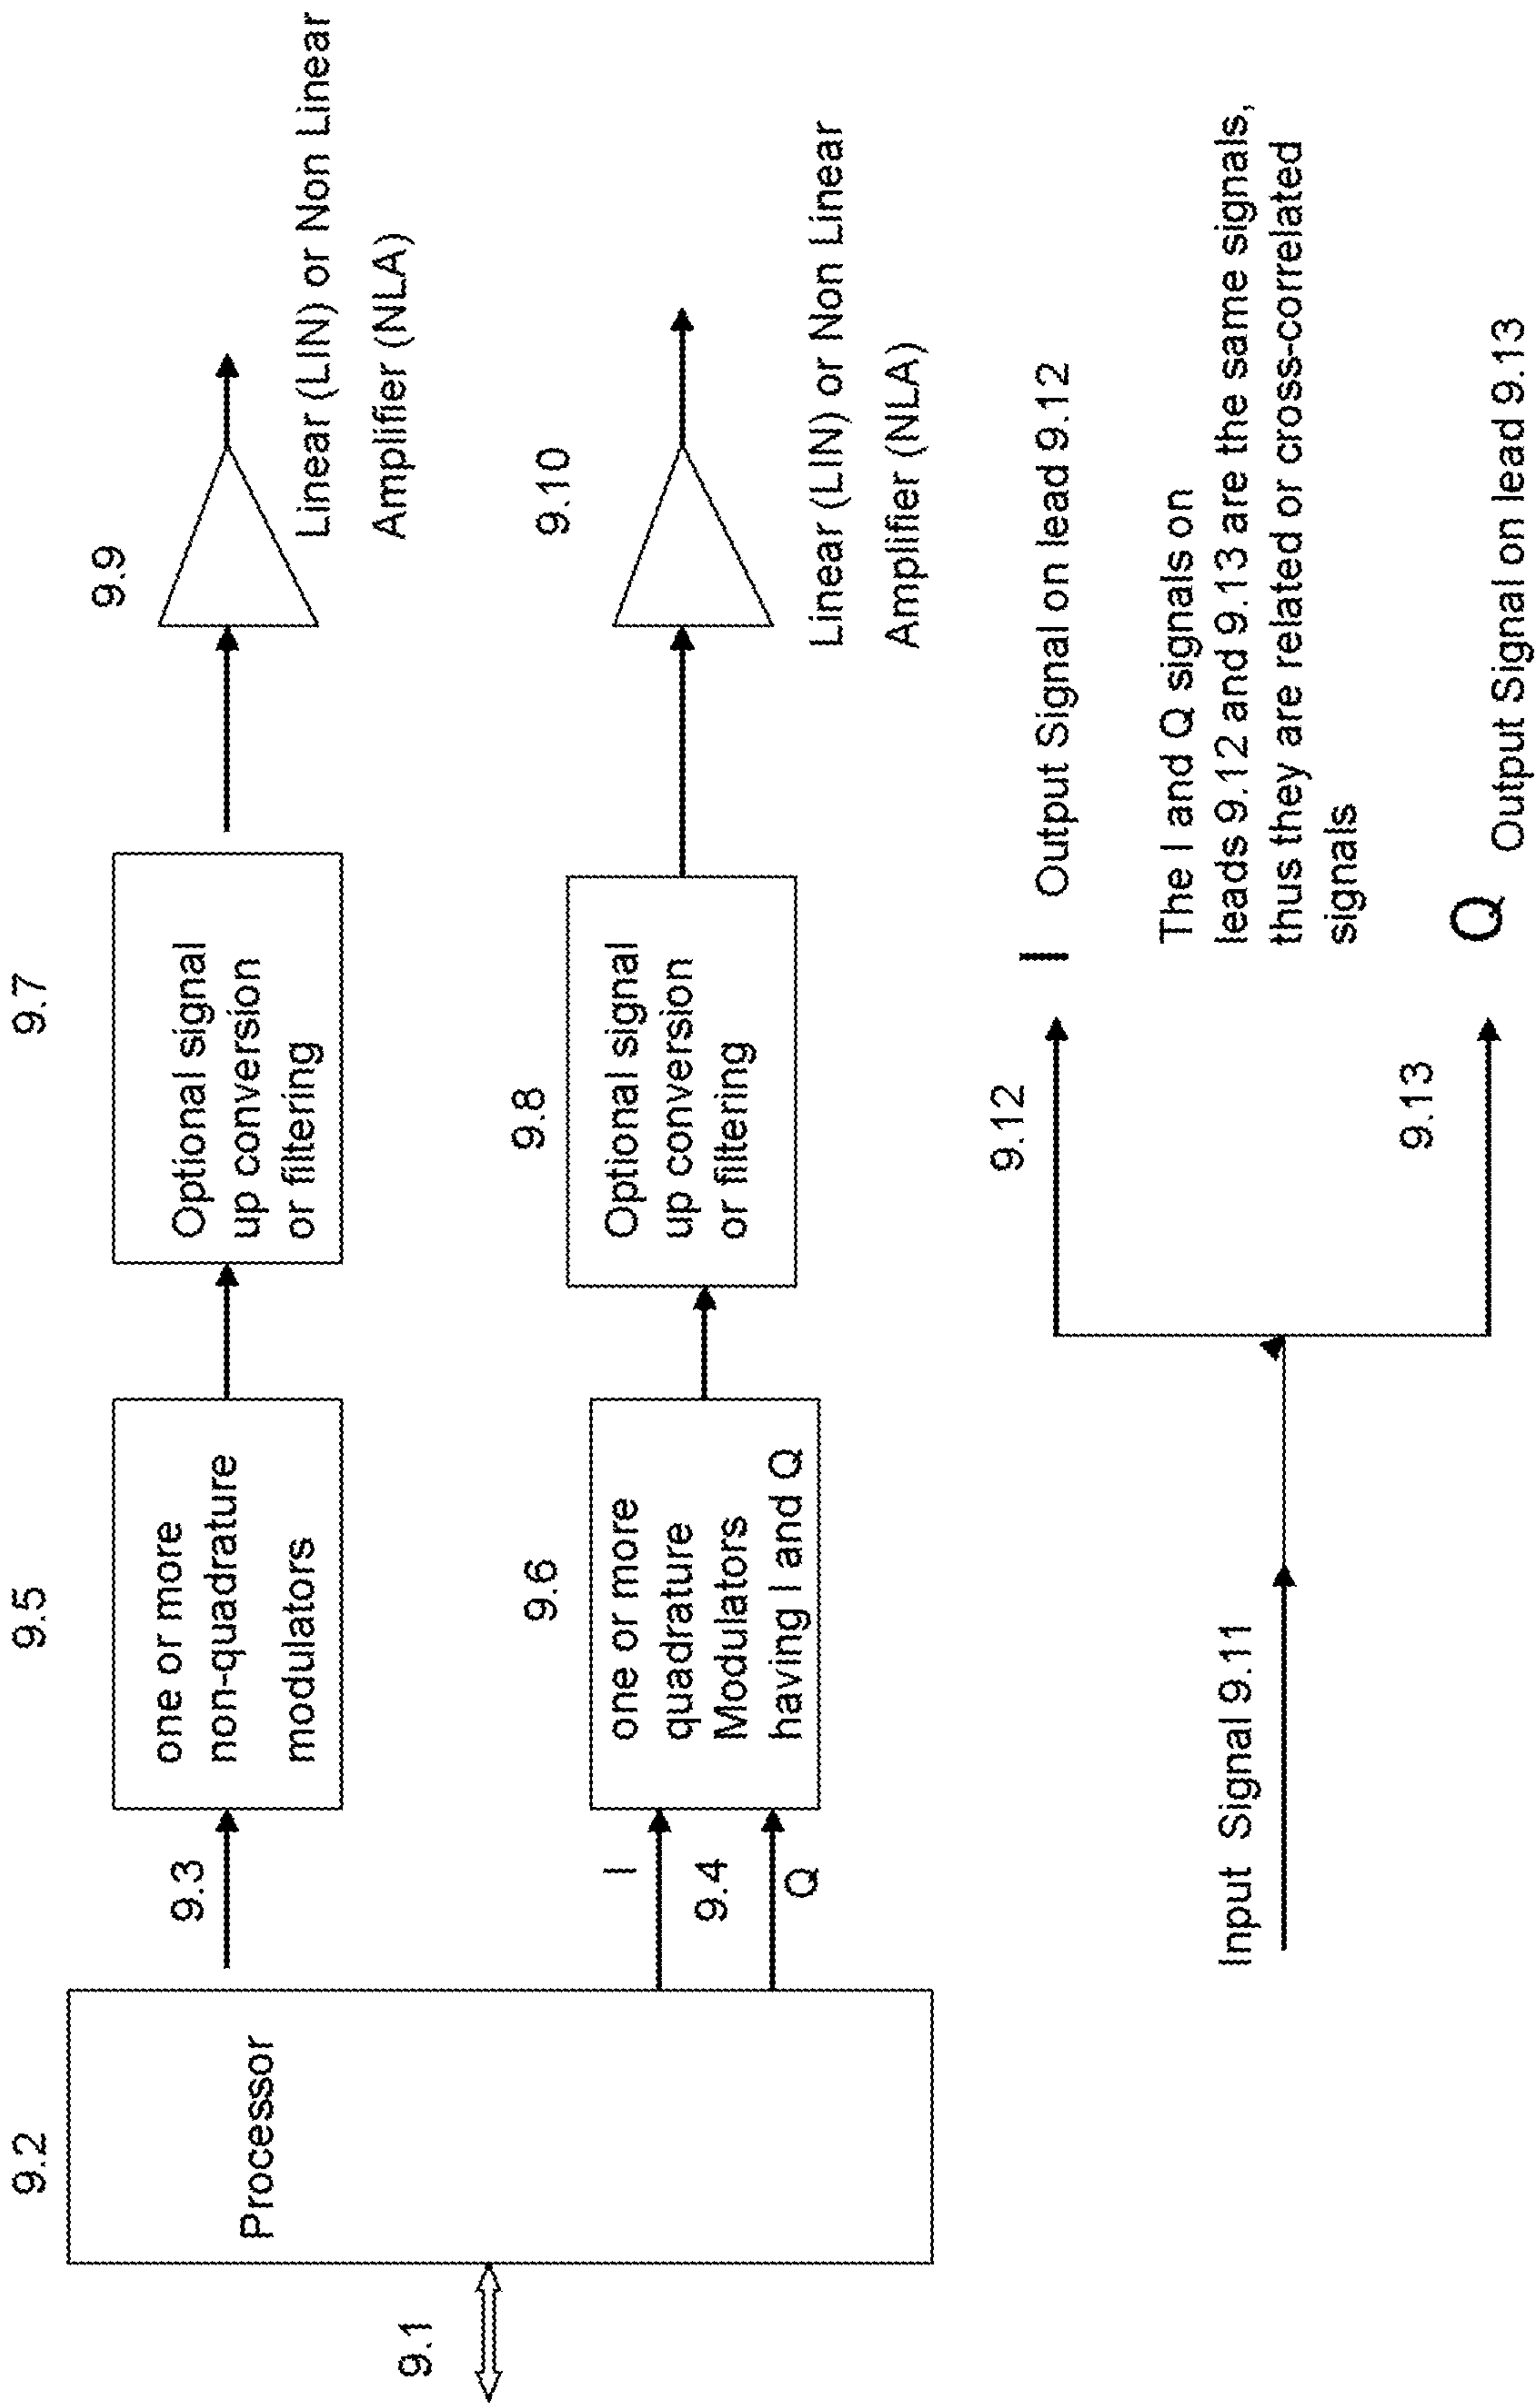 9.1
9.2
Processor
9.3
9.5
one or more
non-quadrature
modulators
9.7
Optional signal
up conversion
or filtering
9.9
Linear (LIN) or Non Linear
Amplifier (NLA)
I
9.4
Q
9.6
one or more
quadrature
Modulators
having I and Q
9.8
Optional signal
up conversion
or filtering
9.10
Linear (LIN) or Non Linear
Amplifier (NLA)
Input Signal 9.11
9.12
I
Output Signal on lead 9.12
The I and Q signals on
leads 9.12 and 9.13 are the same signals,
thus they are related or cross-correlated
signals
9.13
Q
Output Signal on lead 9.13